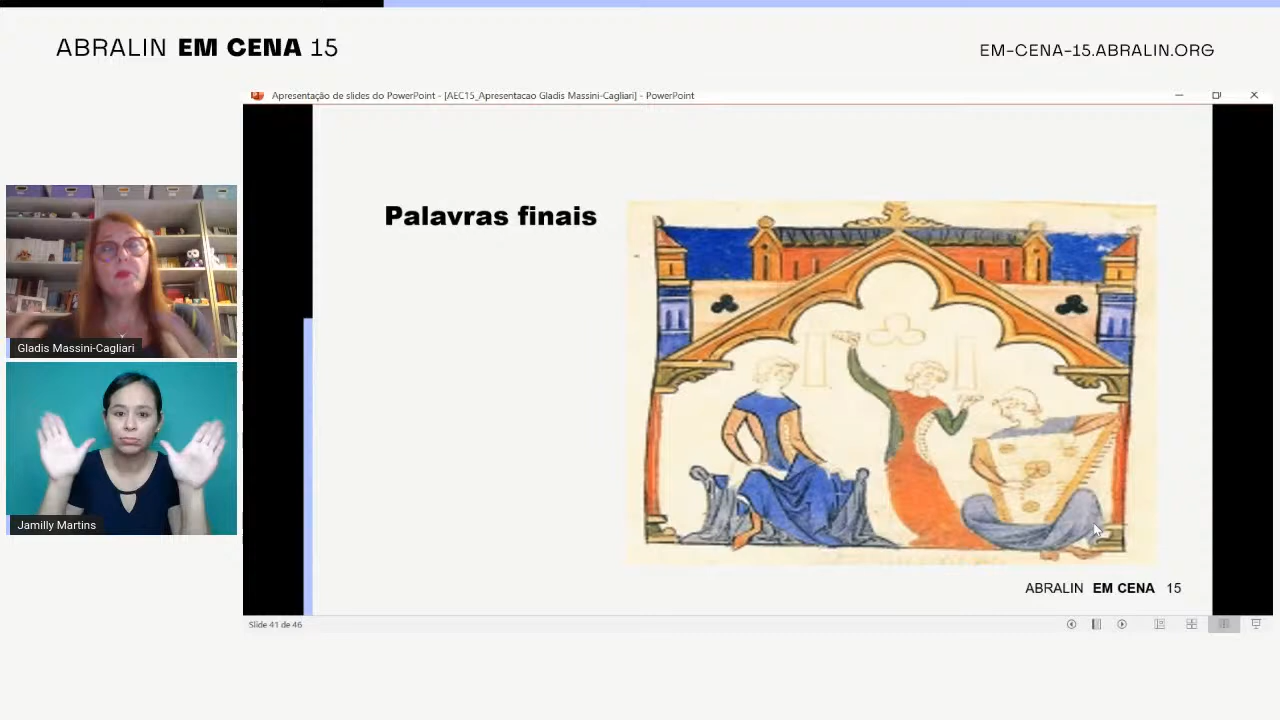 ABRALIN EM CENA 15
EM-CENA-15.ABRALIN.ORG
Apresentação de slides do PowerPoint - [AEC15_Apresentacao Gladis Massini-Cagliari] - PowerPoint
Palavras finais
Gladis Massini-Cagliari
Jamilly Martins
ABRALIN EM CENA 15
Slide 41 de 46